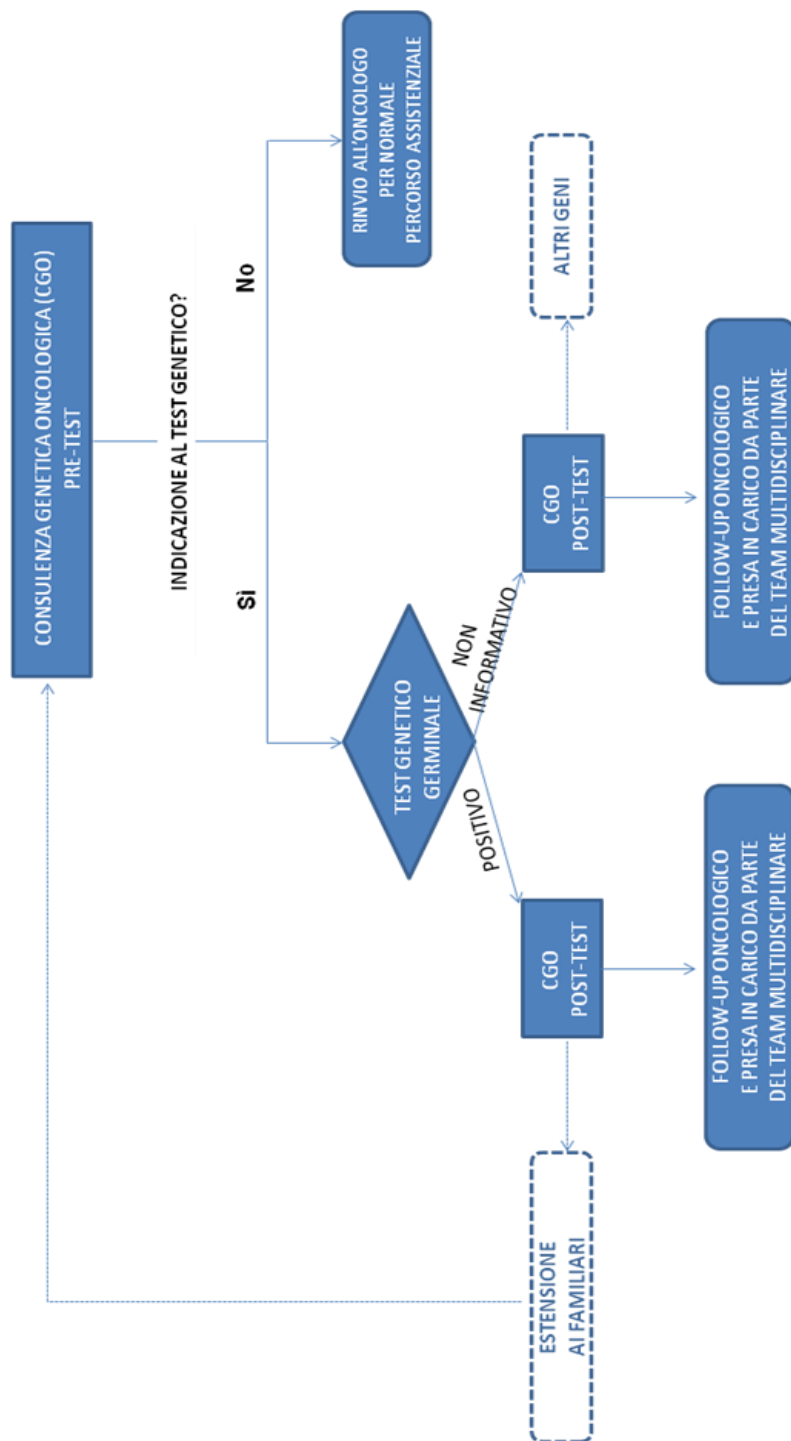 CONSULENZA GENETICA ONCOLOGICA (CGO)
PRE-TEST
INDICAZIONE AL TEST GENETICO?
Sì
No
RINVIO ALL'ONCOLOGO
PER NORMALE
PERCORSO ASSISTENZIALE
TEST GENETICO
GERMINALE
POSITIVO
NON
INFORMATIVO
ESTENSIONE
AI FAMILIARI
CGO
POST-TEST
CGO
POST-TEST
ALTRI GENI
FOLLOW-UP ONCOLOGICO
E PRESA IN CARICO DA PARTE
DEL TEAM MULTIDISCIPLINARE
FOLLOW-UP ONCOLOGICO
E PRESA IN CARICO DA PARTE
DEL TEAM MULTIDISCIPLINARE